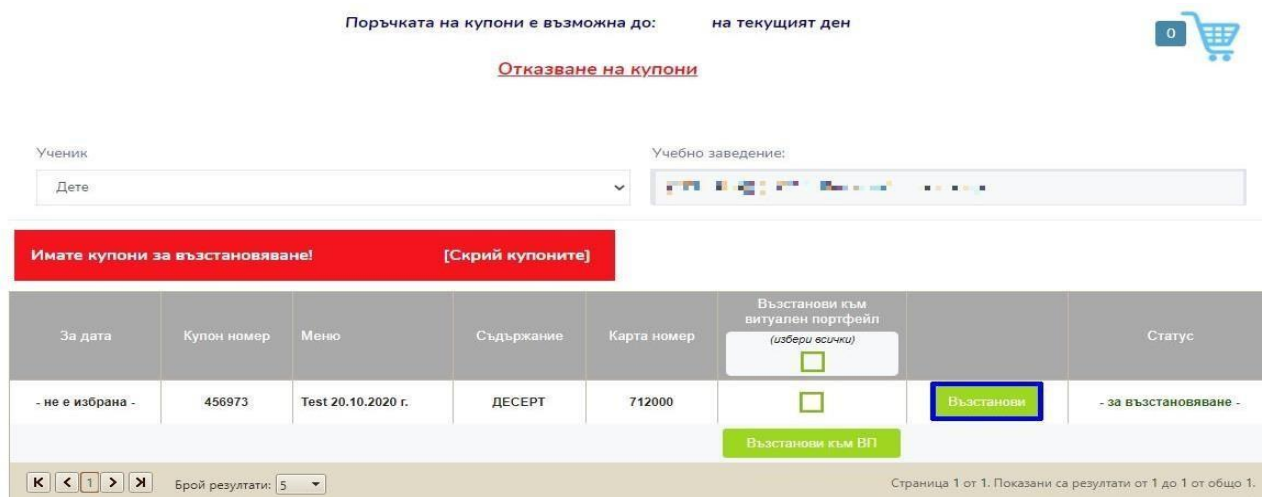 Поръчката на купони е възможна до: на текущият ден
0
Отказване на купони
Ученик Учебно заведение:
Дете
Имате купони за възстановяване! [Скрий купоните]
За дата Купон номер Меню Съдържание Карта номер Възстанови към витуален портфейл (избери всички) Статус
- не е избрана - 456973 Test 20.10.2020 г. ДЕСЕРТ 712000 Възстанови - за възстановяване -
Възстанови към ВП
1 Брой резултати: 5 Страница 1 от 1. Показани са резултати от 1 до 1 от общо 1.